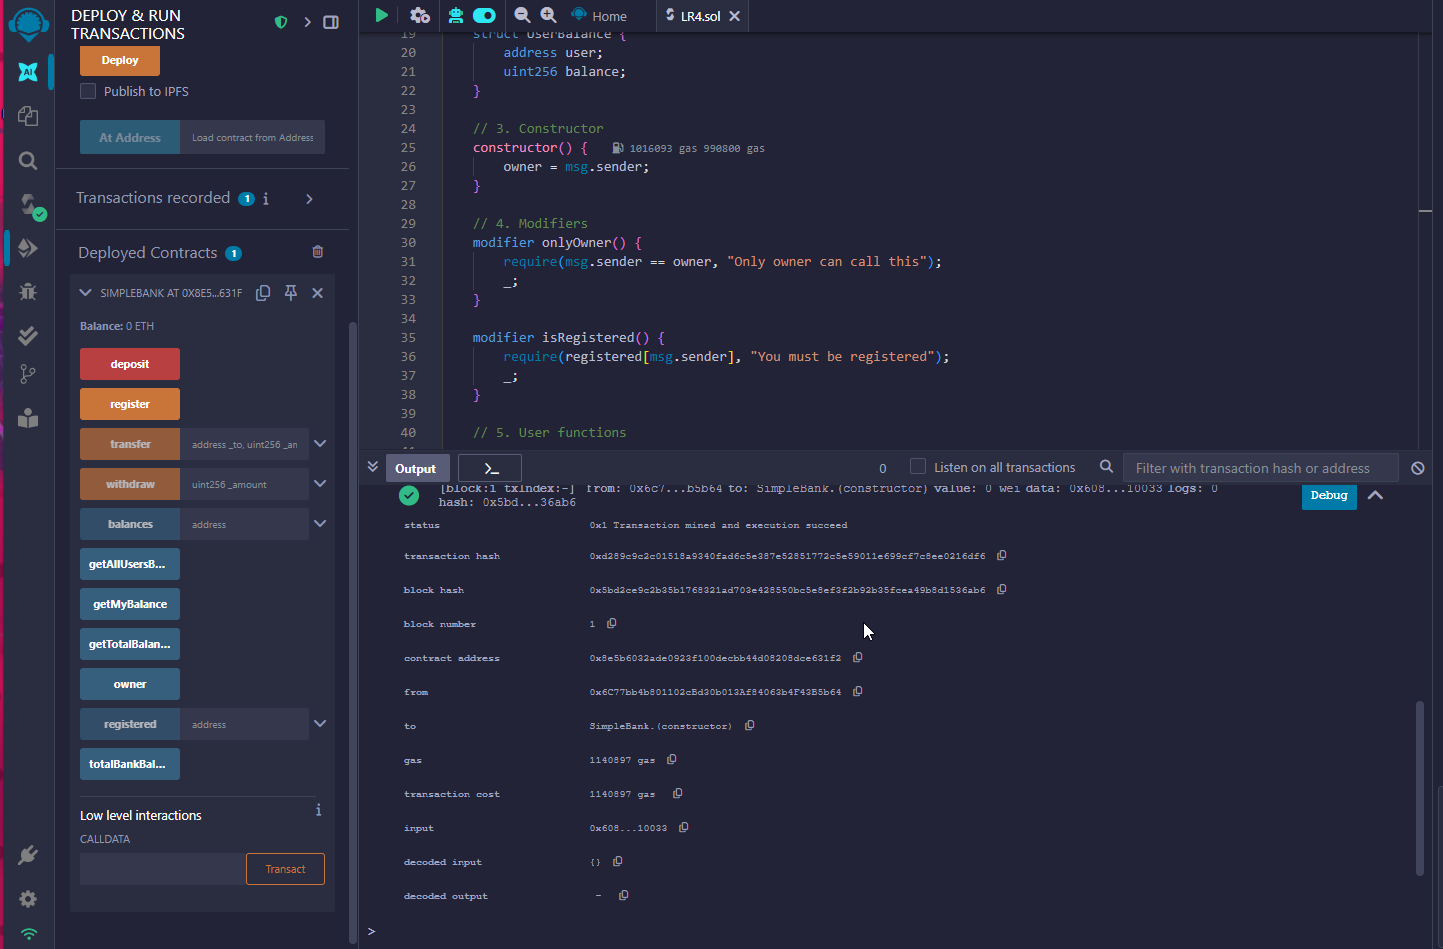 DEPLOY & RUN
TRANSACTIONS
Deploy
Publish to IPFS
At Address
Load contract from Address
Transactions recorded 1 i
Deployed Contracts 1
SIMPLEBANK AT 0X8E5...631F
Balance: 0 ETH
deposit
register
transfer address _to, uint256 _an
withdraw uint256 _amount
balances address
getAllUsersB...
getMyBalance
getTotalBalan...
owner
registered address
totalBankBal...
Low level interactions i
CALLDATA
Transact
AI
Home
LR4.sol
19 struct UserBalance {
20 address user;
21 uint256 balance;
22 }
23
24 // 3. Constructor
25 constructor() { 1016093 gas 990800 gas
26 owner = msg.sender;
27 }
28
29 // 4. Modifiers
30 modifier onlyOwner() {
31 require(msg.sender == owner, "Only owner can call this");
32 _;
33 }
34
35 modifier isRegistered() {
36 require(registered[msg.sender], "You must be registered");
37 _;
38 }
39
40 // 5. User functions
Output >_ 0 Listen on all transactions Filter with transaction hash or address
[block:1 txIndex:-] from: 0x6c7...b5b64 to: SimpleBank.(constructor) value: 0 wei data: 0x608...10033 logs: 0
hash: 0x5bd...36ab6
Debug
status 0x1 Transaction mined and execution succeed
transaction hash 0xd289c9c2c01518a9340fad6c5e387e52851772c5e59011e699cf7c8ee0216df6
block hash 0x5bd2ce9c2b35b1768321ad703e428550bc5e8ef3f2b92b35fcea49b8d1536ab6
block number 1
contract address 0x8e5b6032ade0923f100decbb44d08208dce631f2
from 0x6C77bb4b801102cBd30b013Af84063b4F43B5b64
to SimpleBank.(constructor)
gas 1140897 gas
transaction cost 1140897 gas
input 0x608...10033
decoded input {}
decoded output -
>